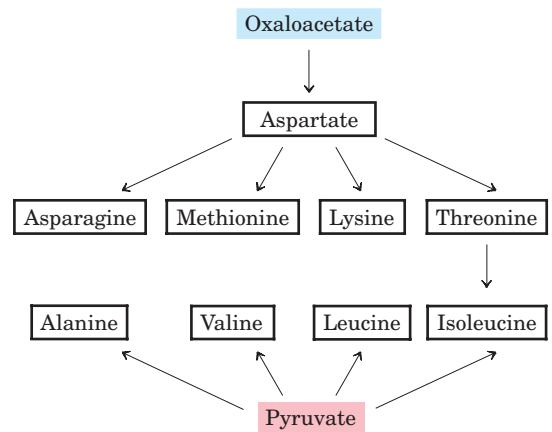 Oxaloacetate
Aspartate
Asparagine Methionine Lysine Threonine
Alanine Valine Leucine Isoleucine
Pyruvate